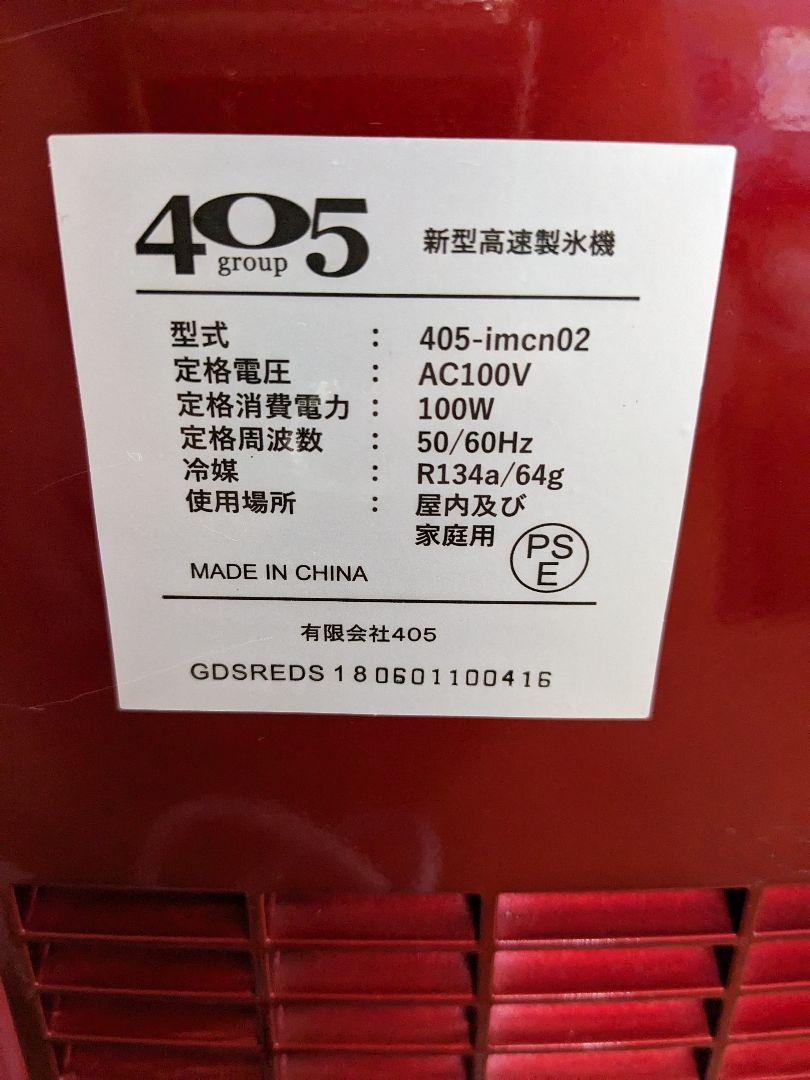 405
group
新型高速製氷機
型式 : 405-imcn02
定格電圧 : AC100V
定格消費電力 : 100W
定格周波数 : 50/60Hz
冷媒 : R134a/64g
使用場所 : 屋内及び
家庭用
PS
E
MADE IN CHINA
有限会社405
GDSREDS180601100416